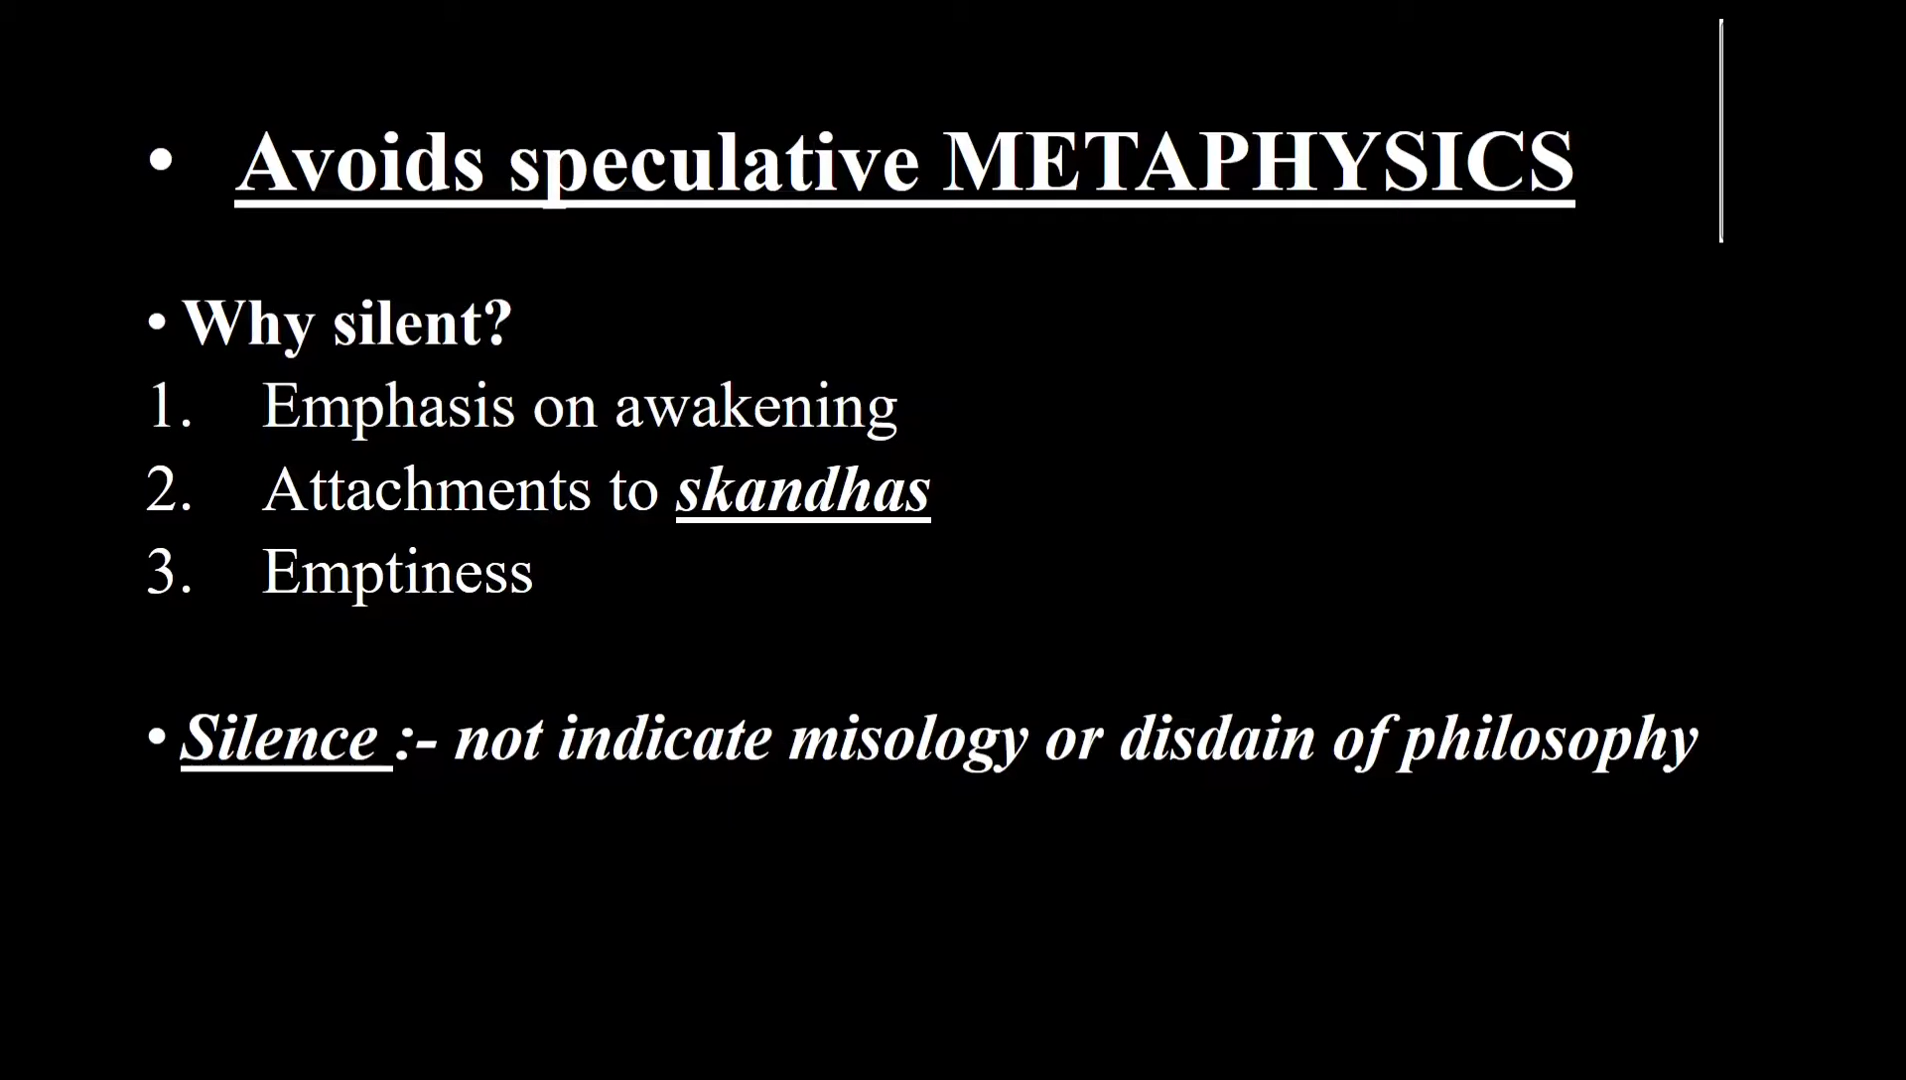 • Avoids speculative METAPHYSICS
• Why silent?
1. Emphasis on awakening
2. Attachments to skandhas
3. Emptiness
• Silence :- not indicate misology or disdain of philosophy